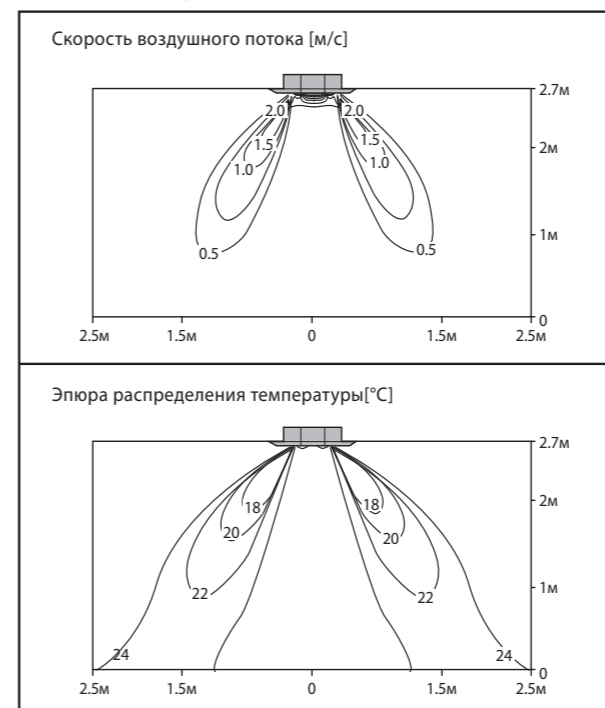 Скорость воздушного потока [м/с]
2.7м
2.0 2.0
2м
1.5 1.5
1.0 1.0
1м
0.5 0.5
0
2.5м 1.5м 0 1.5м 2.5м
Эпюра распределения температуры[°C]
2.7м
2м
18 18
20 20
1м
22 22
24 24
0
2.5м 1.5м 0 1.5м 2.5м